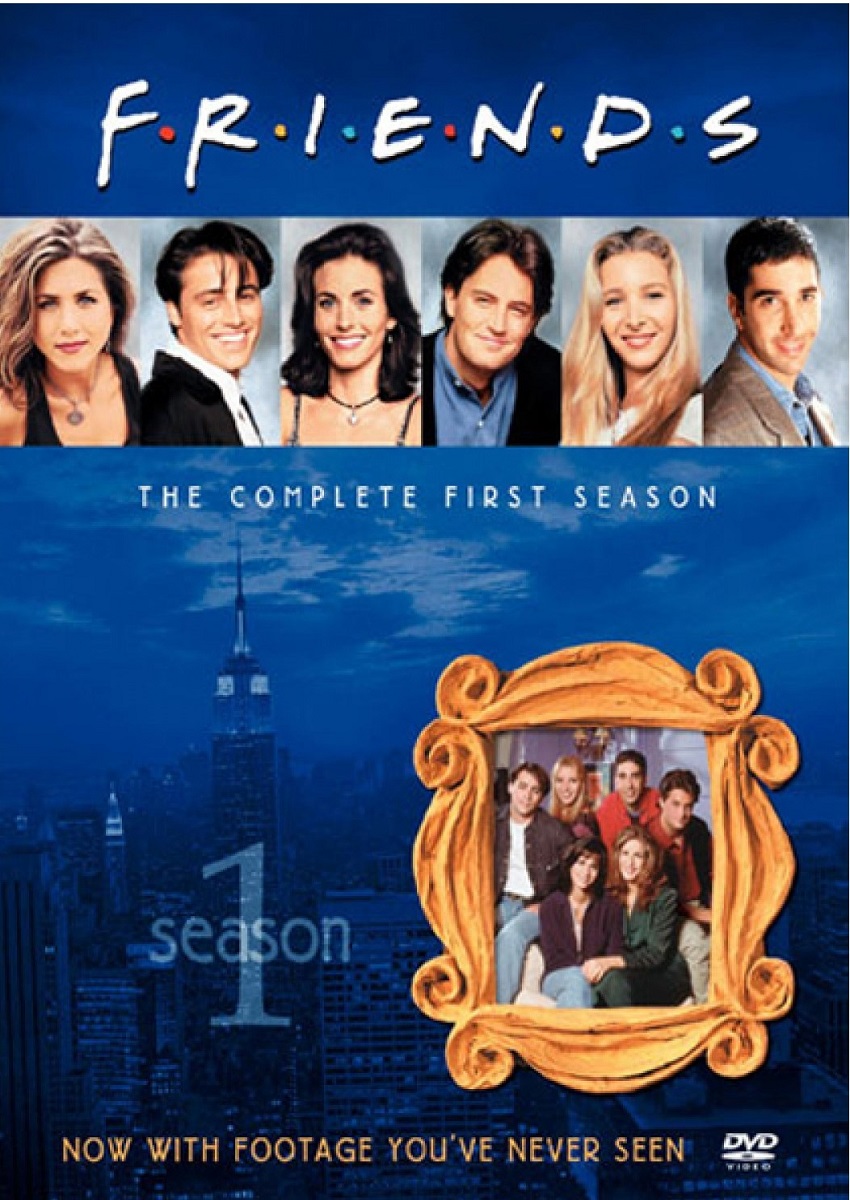 F·R·I·E·N·D·S
THE COMPLETE FIRST SEASON
1
season
NOW WITH FOOTAGE YOU'VE NEVER SEEN
DVD
VIDEO